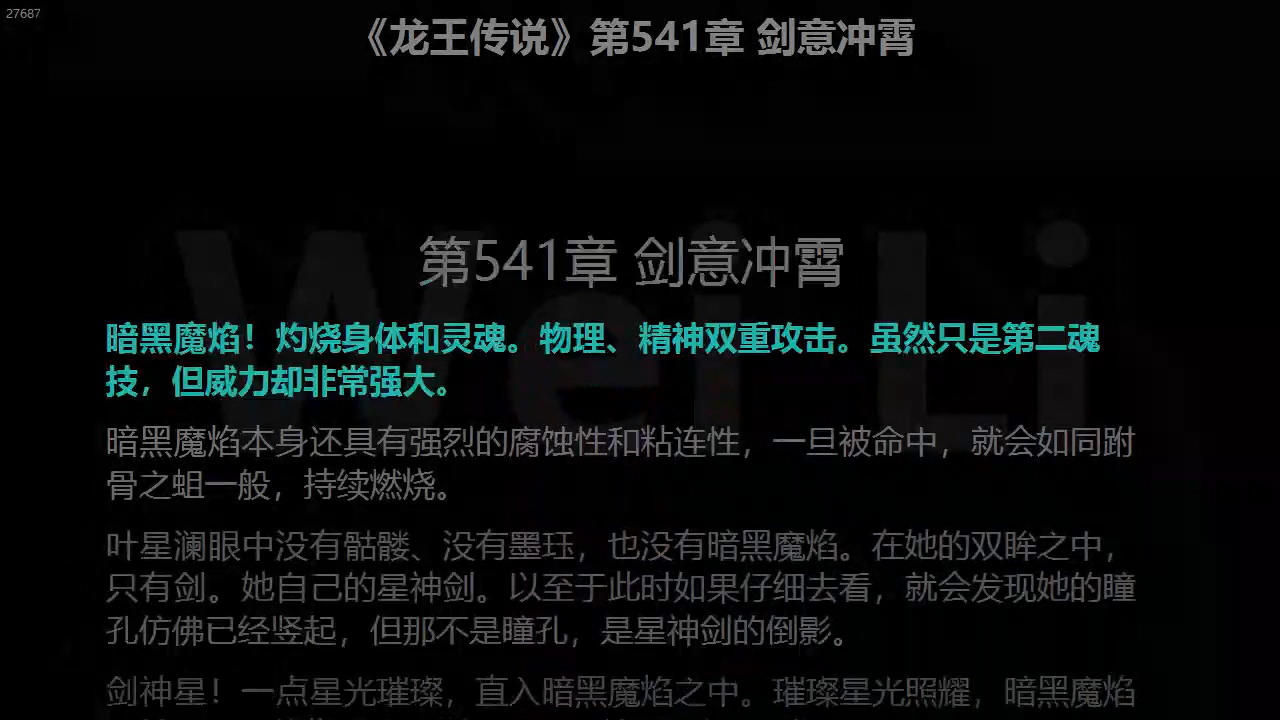 27687
《龙王传说》第541章 剑意冲霄
Wei Li
第541章 剑意冲霄
暗黑魔焰！灼烧身体和灵魂。物理、精神双重攻击。虽然只是第二魂
技，但威力却非常强大。
暗黑魔焰本身还具有强烈的腐蚀性和粘连性，一旦被命中，就会如同跗
骨之蛆一般，持续燃烧。
叶星澜眼中没有骷髅、没有墨珏，也没有暗黑魔焰。在她的双眸之中，
只有剑。她自己的星神剑。以至于此时如果仔细去看，就会发现她的瞳
孔仿佛已经竖起，但那不是瞳孔，是星神剑的倒影。
剑神星！一点星光璀璨，直入暗黑魔焰之中。璀璨星光照耀，暗黑魔焰